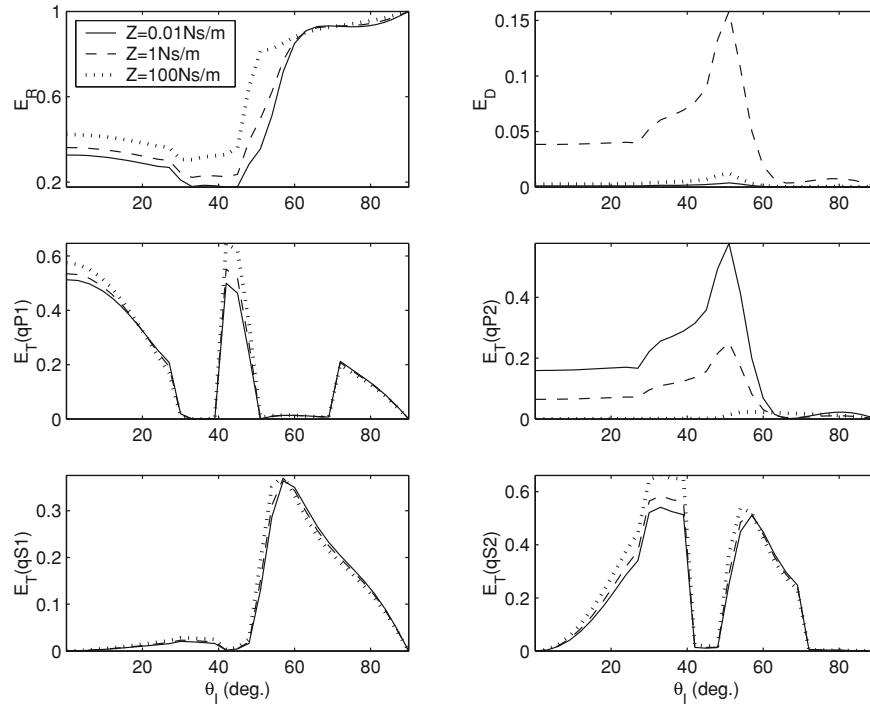 1
0.6
0.2
E_R
Z=0.01Ns/m
Z=1Ns/m
Z=100Ns/m
20 40 60 80
0.15
0.1
0.05
0
E_D
20 40 60 80
0.6
0.4
0.2
0
E_T(qP1)
20 40 60 80
0.4
0.2
0
E_T(qP2)
20 40 60 80
0.3
0.2
0.1
0
E_T(qS1)
20 40 60 80
θ_I (deg.)
0.6
0.4
0.2
0
E_T(qS2)
20 40 60 80
θ_I (deg.)